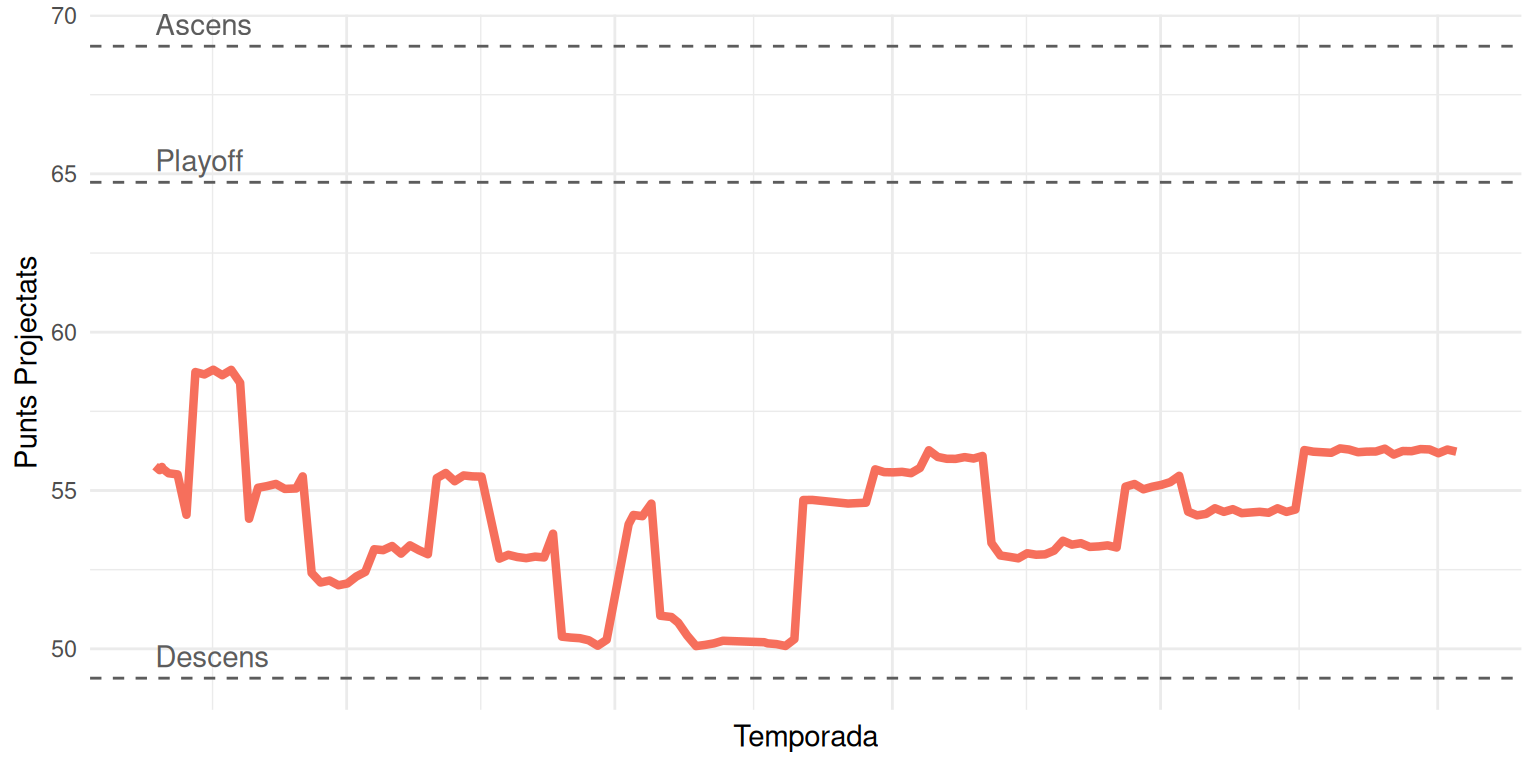 70
Ascens
Playoff
65
60
55
50
Descens
Punts Projectats
Temporada